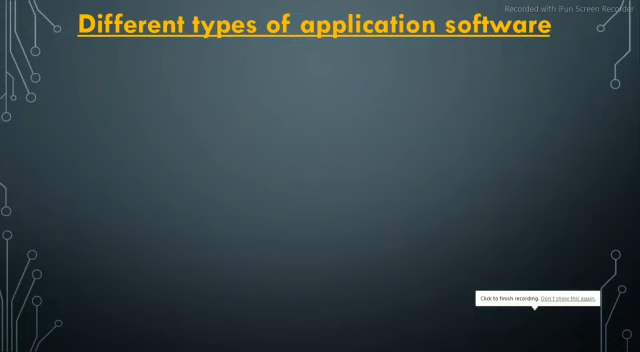 Recorded with iFun Screen Recorder
Different types of application software
Click to finish recording. Don't show this again.